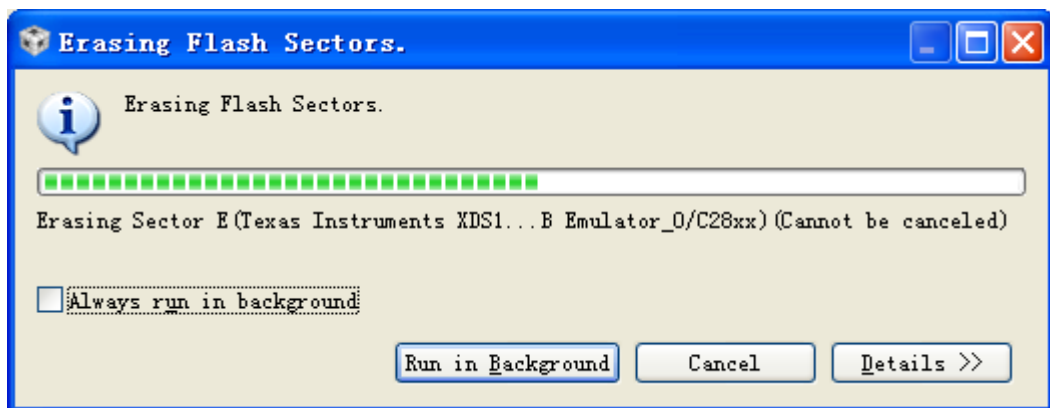 Erasing Flash Sectors.
Erasing Flash Sectors.
Erasing Sector E(Texas Instruments XDS1...B Emulator_0/C28xx)(Cannot be canceled)
Always run in background
Run in Background Cancel Details >>